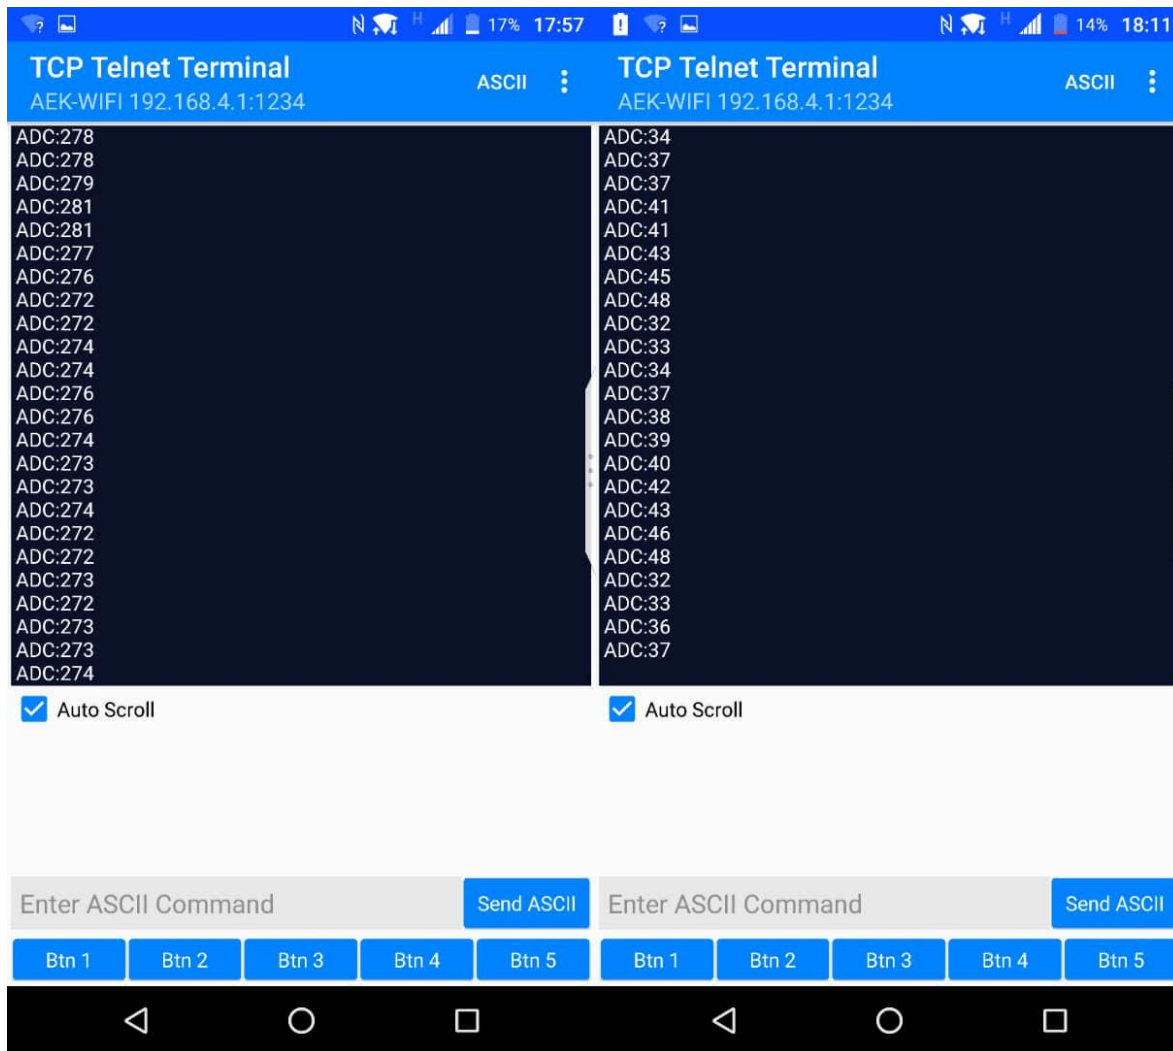 17% 17:57
TCP Telnet Terminal
AEK-WIFI 192.168.4.1:1234
ASCII
ADC:278
ADC:278
ADC:279
ADC:281
ADC:281
ADC:277
ADC:276
ADC:272
ADC:272
ADC:274
ADC:274
ADC:276
ADC:276
ADC:274
ADC:273
ADC:273
ADC:274
ADC:272
ADC:272
ADC:273
ADC:272
ADC:273
ADC:273
ADC:274
Auto Scroll
Enter ASCII Command
Send ASCII
Btn 1 Btn 2 Btn 3 Btn 4 Btn 5
H 14% 18:11
TCP Telnet Terminal
AEK-WIFI 192.168.4.1:1234
ASCII
ADC:34
ADC:37
ADC:37
ADC:41
ADC:41
ADC:43
ADC:45
ADC:48
ADC:32
ADC:33
ADC:34
ADC:37
ADC:38
ADC:39
ADC:40
ADC:42
ADC:43
ADC:46
ADC:48
ADC:32
ADC:33
ADC:36
ADC:37
Auto Scroll
Enter ASCII Command
Send ASCII
Btn 1 Btn 2 Btn 3 Btn 4 Btn 5